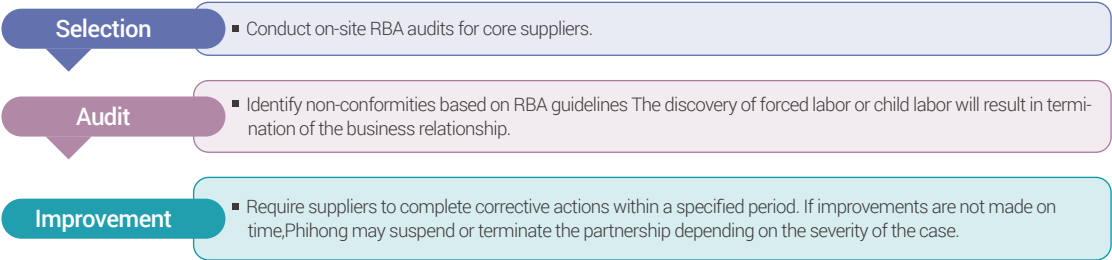 Selection
▪ Conduct on-site RBA audits for core suppliers.
Audit
▪ Identify non-conformities based on RBA guidelines The discovery of forced labor or child labor will result in termi-
nation of the business relationship.
Improvement
▪ Require suppliers to complete corrective actions within a specified period. If improvements are not made on
time,Phihong may suspend or terminate the partnership depending on the severity of the case.